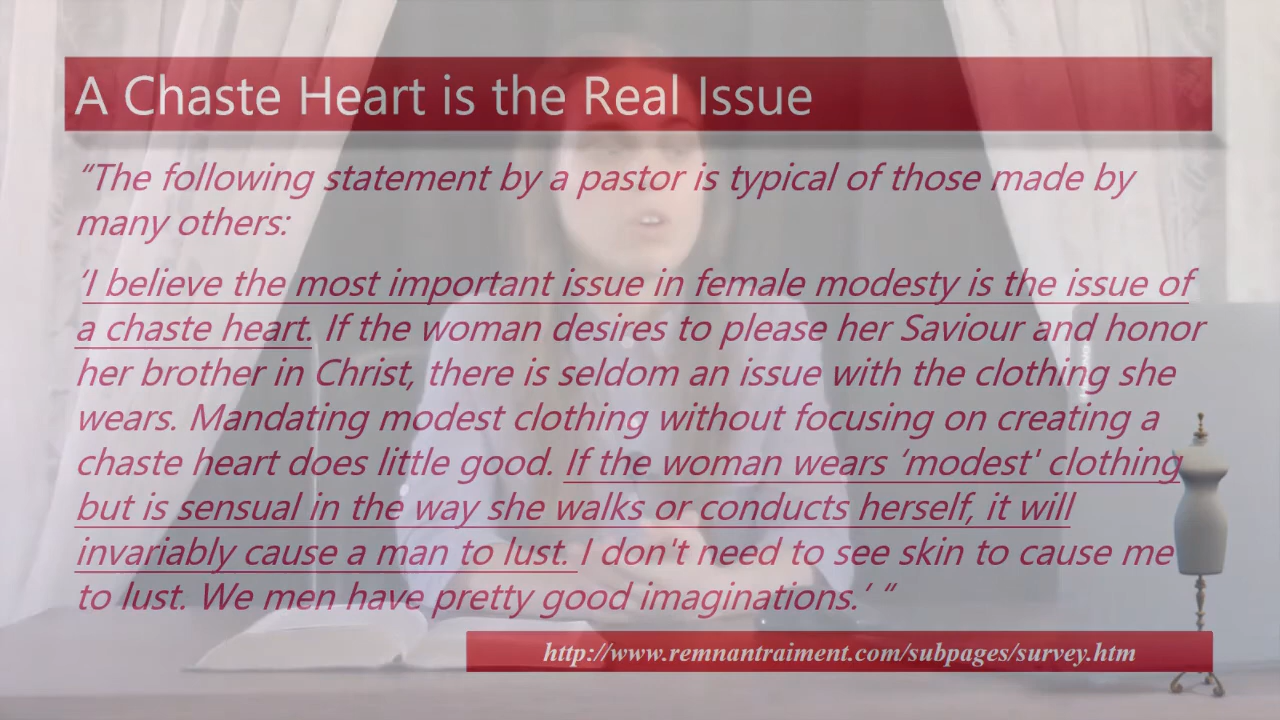 A Chaste Heart is the Real Issue
“The following statement by a pastor is typical of those made by
many others:
‘I believe the most important issue in female modesty is the issue of
a chaste heart. If the woman desires to please her Saviour and honor
her brother in Christ, there is seldom an issue with the clothing she
wears. Mandating modest clothing without focusing on creating a
chaste heart does little good. If the woman wears ‘modest' clothing
but is sensual in the way she walks or conducts herself, it will
invariably cause a man to lust. I don't need to see skin to cause me
to lust. We men have pretty good imaginations.’ “
http://www.remnantraiment.com/subpages/survey.htm